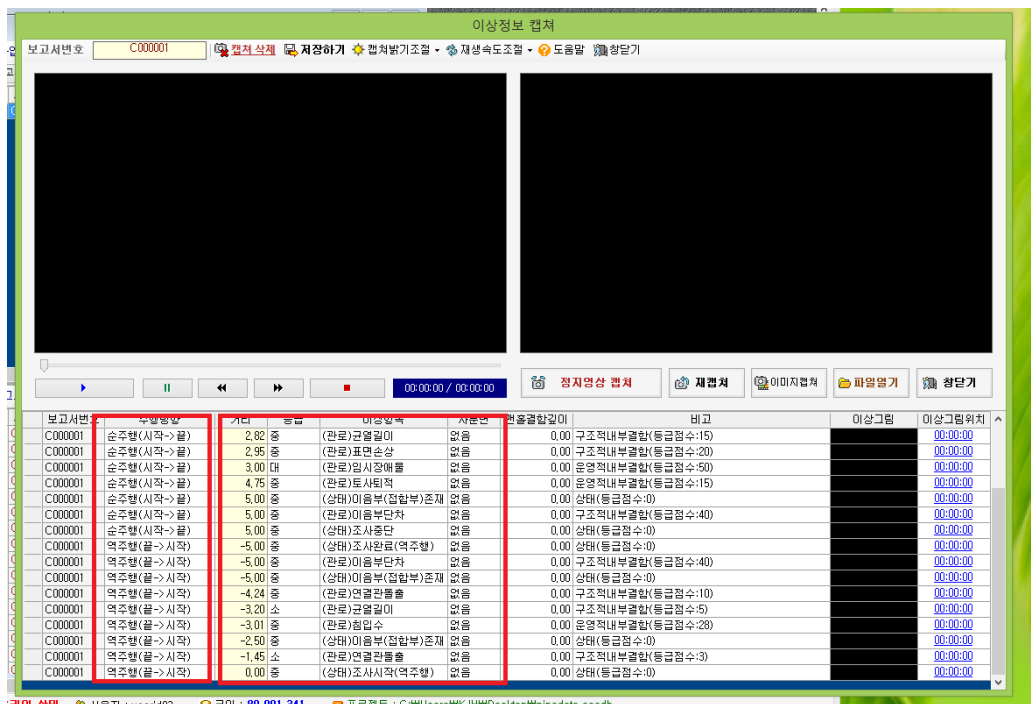 이상정보 캡쳐
보고서번호 C000001 캡쳐 삭제 저장하기 캡쳐밝기조절 재생속도조절 도움말 창닫기
00:00:00 / 00:00:00 정지영상 캡쳐 재캡쳐 이미지캡쳐 파일열기 창닫기
보고서번호 주행방향 거리 등급 이상항목 사분면 맨홀결함깊이 비고 이상그림 이상그림위치
C000001 순주행(시작->끝) 2,82 중 (관로)균열길이 없음 0,00 구조적내부결함(등급점수:15) 00:00:00
C000001 순주행(시작->끝) 2,95 중 (관로)표면손상 없음 0,00 구조적내부결함(등급점수:20) 00:00:00
C000001 순주행(시작->끝) 3,00 대 (관로)임시장애물 없음 0,00 운영적내부결함(등급점수:50) 00:00:00
C000001 순주행(시작->끝) 4,75 중 (관로)토사퇴적 없음 0,00 운영적내부결함(등급점수:15) 00:00:00
C000001 순주행(시작->끝) 5,00 중 (상태)이음부(접합부)존재 없음 0,00 상태(등급점수:0) 00:00:00
C000001 순주행(시작->끝) 5,00 중 (관로)이음부단차 없음 0,00 구조적내부결함(등급점수:40) 00:00:00
C000001 순주행(시작->끝) 5,00 중 (상태)조사중단 없음 0,00 상태(등급점수:0) 00:00:00
C000001 역주행(끝->시작) -5,00 중 (상태)조사완료(역주행) 없음 0,00 상태(등급점수:0) 00:00:00
C000001 역주행(끝->시작) -5,00 중 (관로)이음부단차 없음 0,00 구조적내부결함(등급점수:40) 00:00:00
C000001 역주행(끝->시작) -5,00 중 (상태)이음부(접합부)존재 없음 0,00 상태(등급점수:0) 00:00:00
C000001 역주행(끝->시작) -4,24 중 (관로)연결관돌출 없음 0,00 구조적내부결함(등급점수:10) 00:00:00
C000001 역주행(끝->시작) -3,20 소 (관로)균열길이 없음 0,00 구조적내부결함(등급점수:5) 00:00:00
C000001 역주행(끝->시작) -3,01 중 (관로)침입수 없음 0,00 운영적내부결함(등급점수:28) 00:00:00
C000001 역주행(끝->시작) -2,50 중 (상태)이음부(접합부)존재 없음 0,00 상태(등급점수:0) 00:00:00
C000001 역주행(끝->시작) -1,45 소 (관로)연결관돌출 없음 0,00 구조적내부결함(등급점수:3) 00:00:00
C000001 역주행(끝->시작) 0,00 중 (상태)조사시작(역주행) 없음 0,00 상태(등급점수:0) 00:00:00